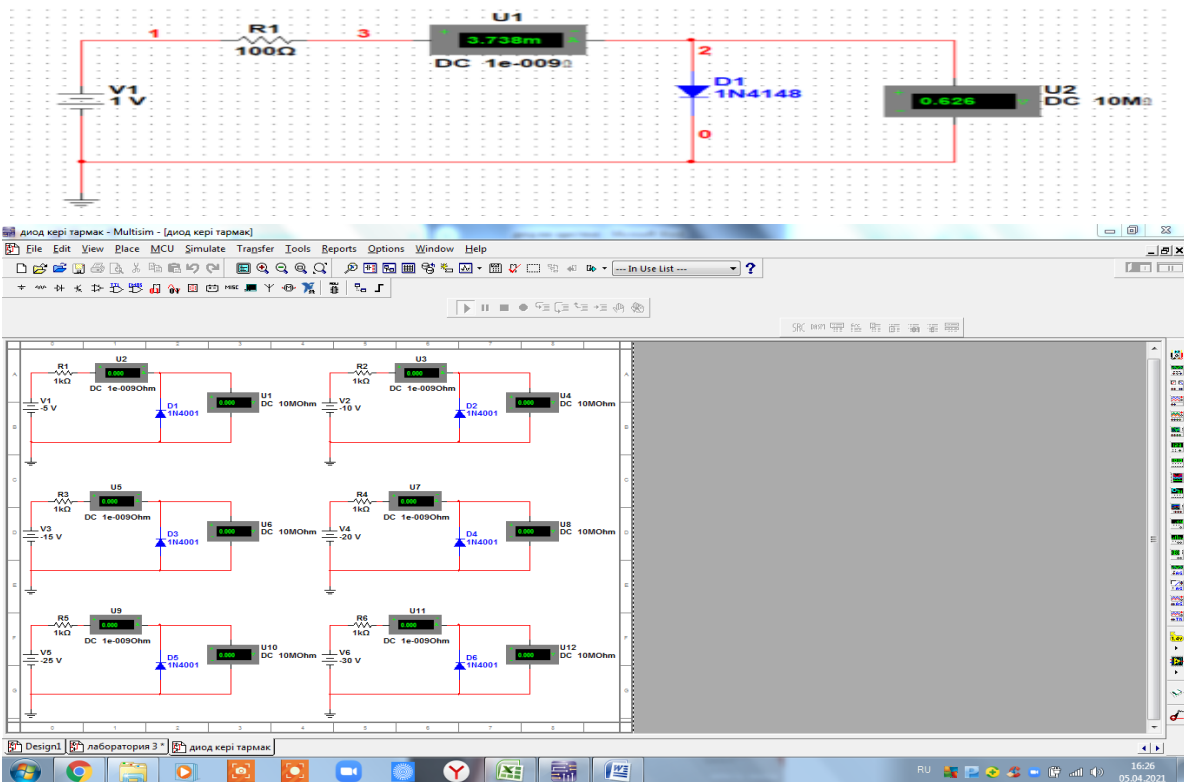 U1
1 R1 3 3.738m A 2
100Ω DC 1e-009Ω
V1 D1 U2
1 V 1N4148 0.626 V DC 10MΩ
0
диод кері тармак - Multisim - [диод кері тармак]
File Edit View Place MCU Simulate Transfer Tools Reports Options Window Help
--- In Use List ---
U2 U3
R1 0.000 R2 0.000
1kΩ DC 1e-009Ohm 1kΩ DC 1e-009Ohm
V1 D1 0.000 U1 V2 D2 0.000 U4
-5 V 1N4001 DC 10MOhm -10 V 1N4001 DC 10MOhm
U5 U7
R3 0.000 R4 0.000
1kΩ DC 1e-009Ohm 1kΩ DC 1e-009Ohm
V3 D3 0.000 U6 V4 D4 0.000 U8
-15 V 1N4001 DC 10MOhm -20 V 1N4001 DC 10MOhm
U9 U11
R5 0.000 R6 0.000
1kΩ DC 1e-009Ohm 1kΩ DC 1e-009Ohm
V5 D5 0.000 U10 V6 D6 0.000 U12
-25 V 1N4001 DC 10MOhm -30 V 1N4001 DC 10MOhm
Design1 лаборатория 3 * диод кері тармак
RU 16:26
05.04.2021